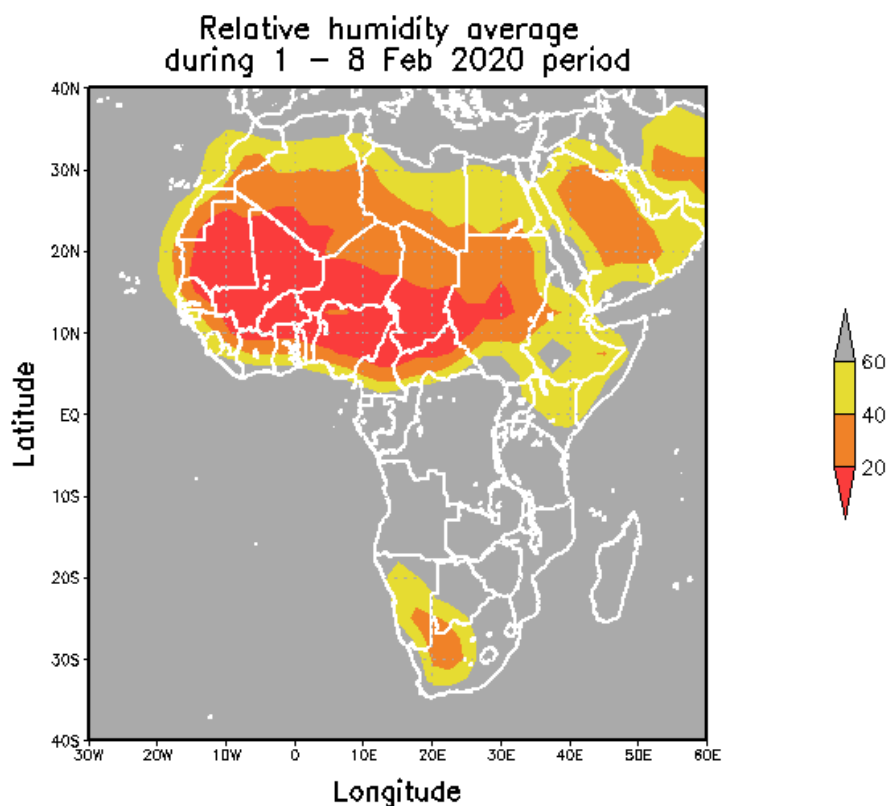 Relative humidity average
during 1 – 8 Feb 2020 period
40N
30N
20N
10N
EQ
10S
20S
30S
40S
Latitude
30W 20W 10W 0 10E 20E 30E 40E 50E 60E
Longitude
60
40
20